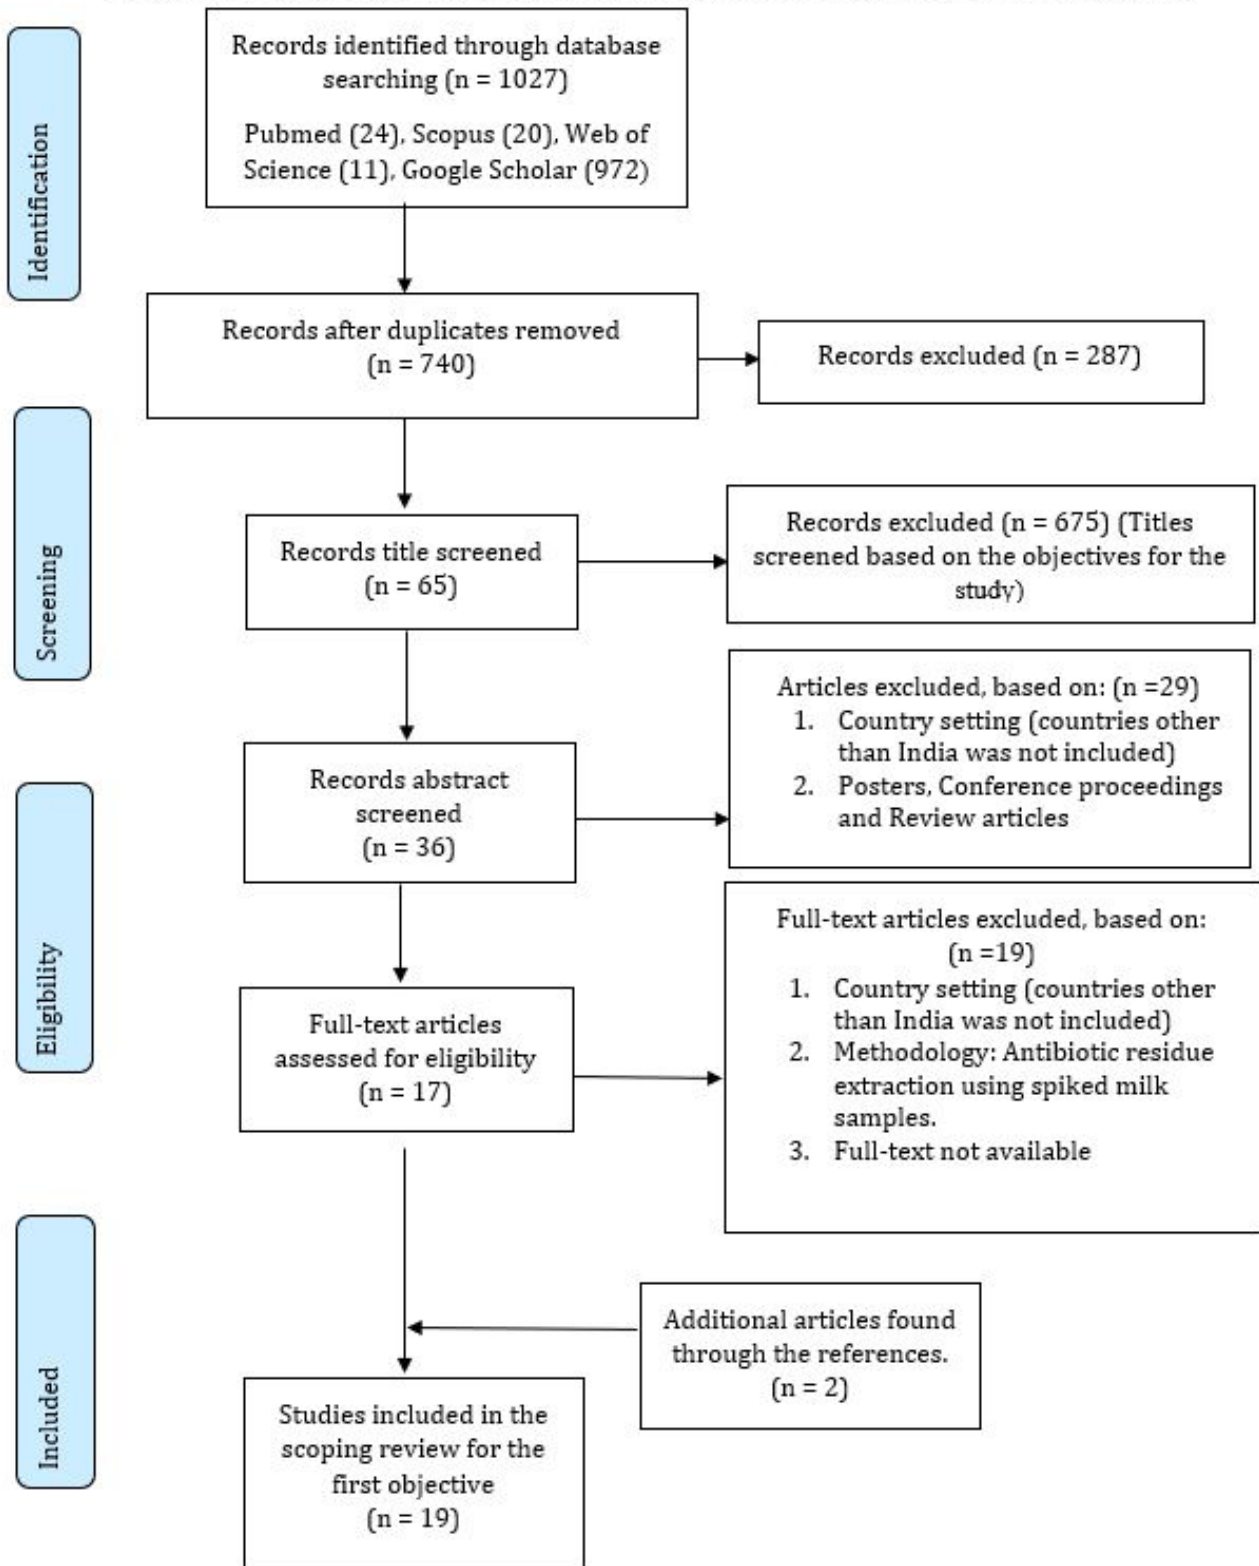 Identification
Records identified through database
searching (n = 1027)
Pubmed (24), Scopus (20), Web of
Science (11), Google Scholar (972)
Records after duplicates removed
(n = 740)
Records excluded (n = 287)
Screening
Records title screened
(n = 65)
Records excluded (n = 675) (Titles
screened based on the objectives for the
study)
Records abstract
screened
(n = 36)
Articles excluded, based on: (n =29)
1. Country setting (countries other
than India was not included)
2. Posters, Conference proceedings
and Review articles
Eligibility
Full-text articles
assessed for eligibility
(n = 17)
Full-text articles excluded, based on:
(n =19)
1. Country setting (countries other
than India was not included)
2. Methodology: Antibiotic residue
extraction using spiked milk
samples.
3. Full-text not available
Included
Additional articles found
through the references.
(n = 2)
Studies included in the
scoping review for the
first objective
(n = 19)